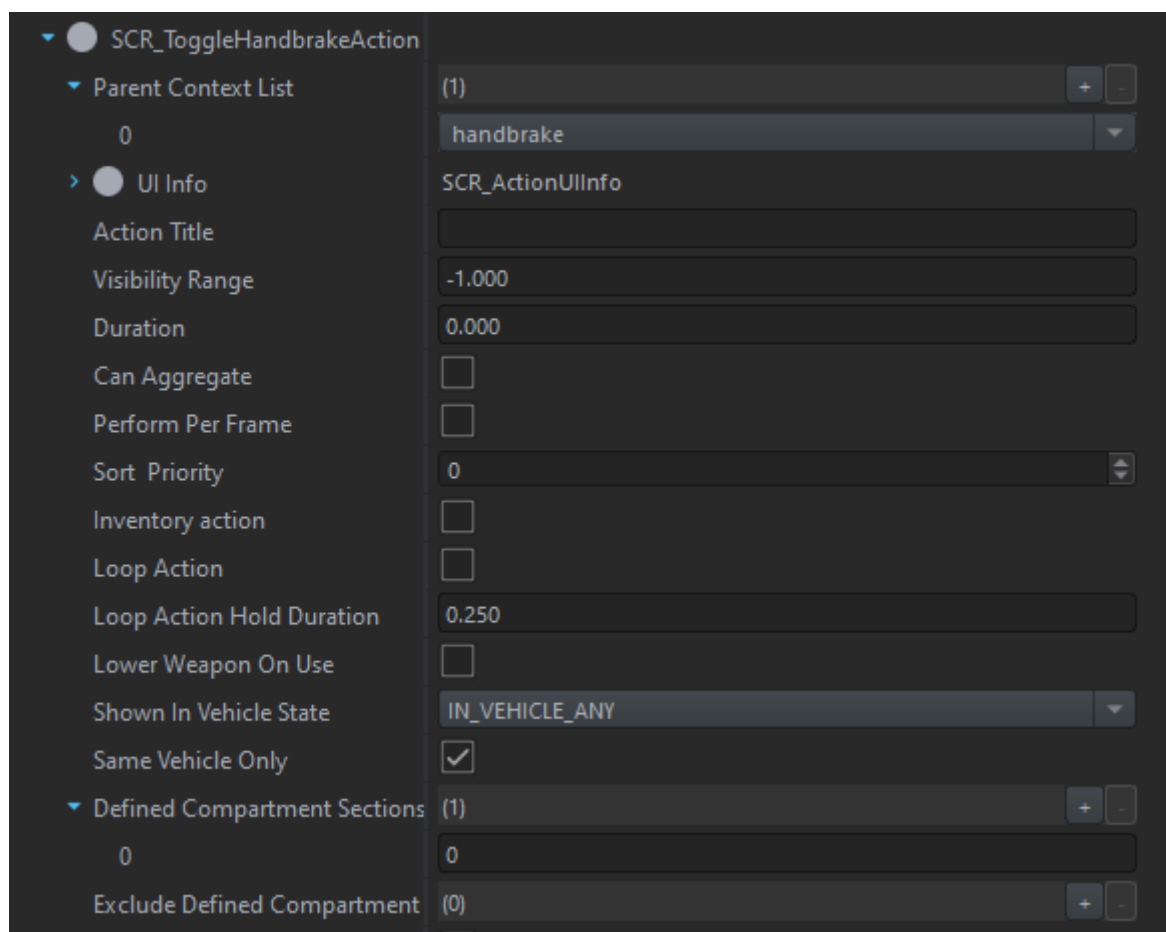 SCR_ToggleHandbrakeAction
Parent Context List (1) + -
0 handbrake
UI Info SCR_ActionUIInfo
Action Title
Visibility Range -1.000
Duration 0.000
Can Aggregate
Perform Per Frame
Sort Priority 0
Inventory action
Loop Action
Loop Action Hold Duration 0.250
Lower Weapon On Use
Shown In Vehicle State IN_VEHICLE_ANY
Same Vehicle Only
Defined Compartment Sections (1) + -
0 0
Exclude Defined Compartment (0) + -